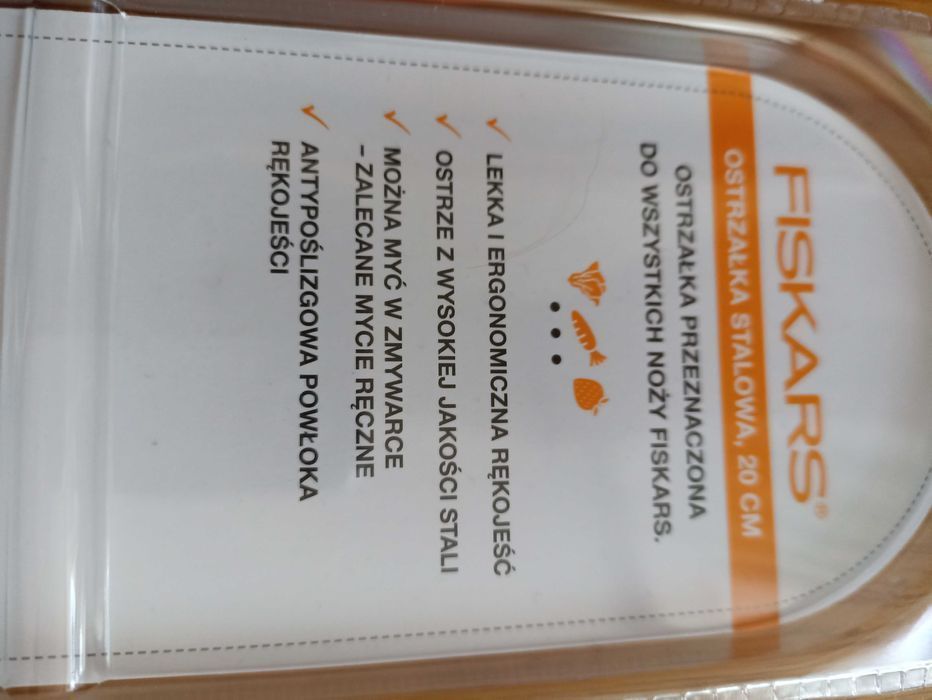 FISKARS®
OSTRZAŁKA STALOWA, 20 CM
OSTRZAŁKA PRZEZNACZONA
DO WSZYSTKICH NOŻY FISKARS.
LEKKA I ERGONOMICZNA RĘKOJEŚĆ
OSTRZE Z WYSOKIEJ JAKOŚCI STALI
MOŻNA MYĆ W ZMYWARCE
– ZALECANE MYCIE RĘCZNE
ANTYPOŚLIZGOWA POWŁOKA
RĘKOJEŚCI